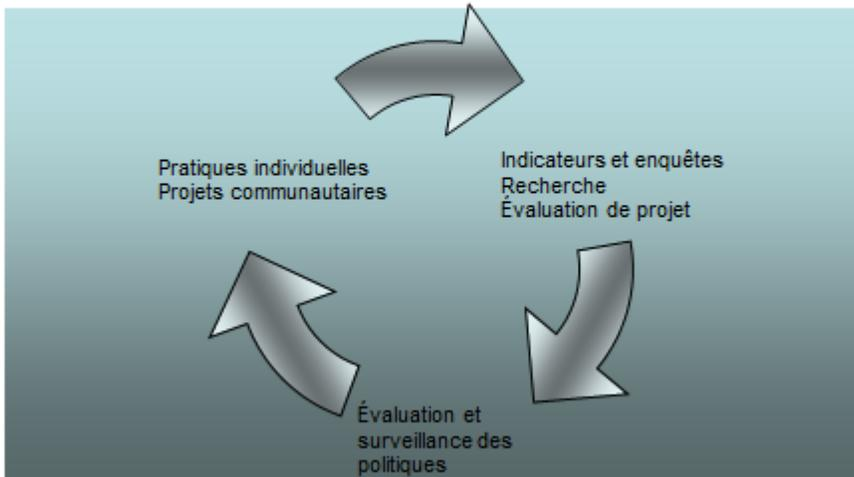 Pratiques individuelles
Projets communautaires
Indicateurs et enquêtes
Recherche
Évaluation de projet
Évaluation et
surveillance des
politiques